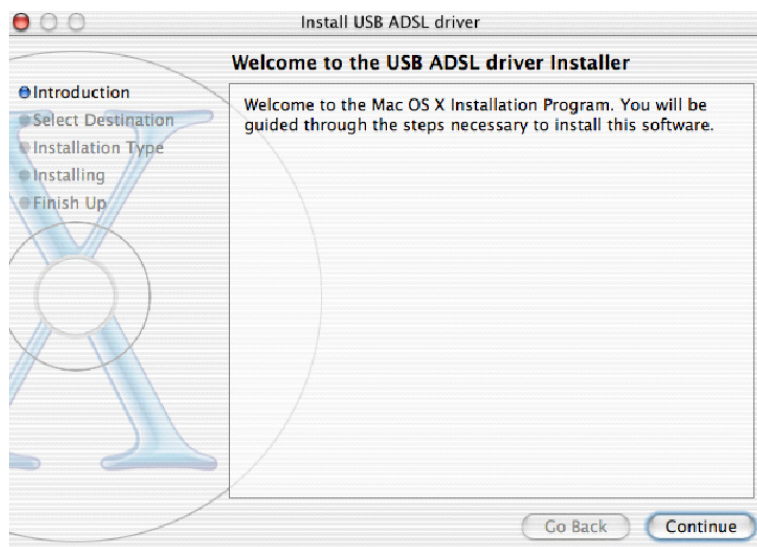 Install USB ADSL driver
Welcome to the USB ADSL driver Installer
Introduction
Select Destination
Installation Type
Installing
Finish Up
Welcome to the Mac OS X Installation Program. You will be
guided through the steps necessary to install this software.
Go Back
Continue